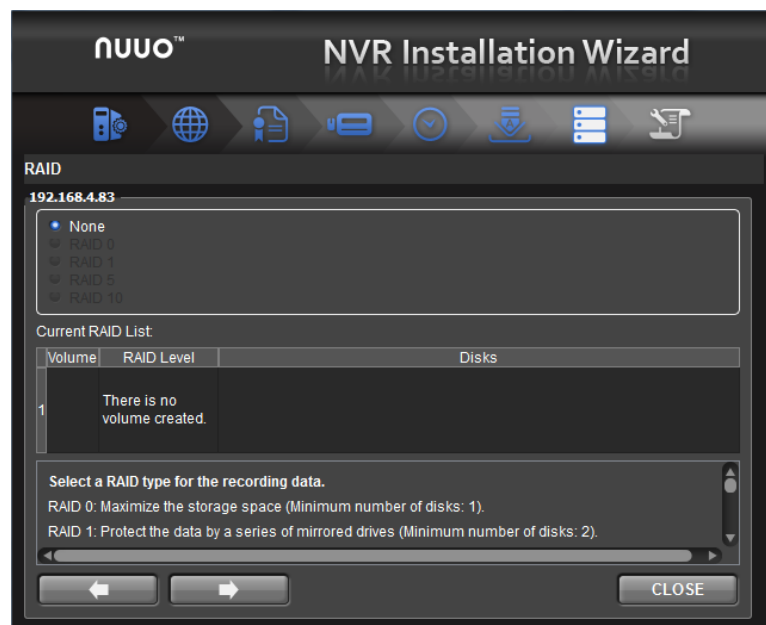 nuuo™
NVR Installation Wizard
RAID
192.168.4.83
None
RAID 0
RAID 1
RAID 5
RAID 10
Current RAID List:
Volume RAID Level Disks
1 There is no
volume created.
Select a RAID type for the recording data.
RAID 0: Maximize the storage space (Minimum number of disks: 1).
RAID 1: Protect the data by a series of mirrored drives (Minimum number of disks: 2).
CLOSE